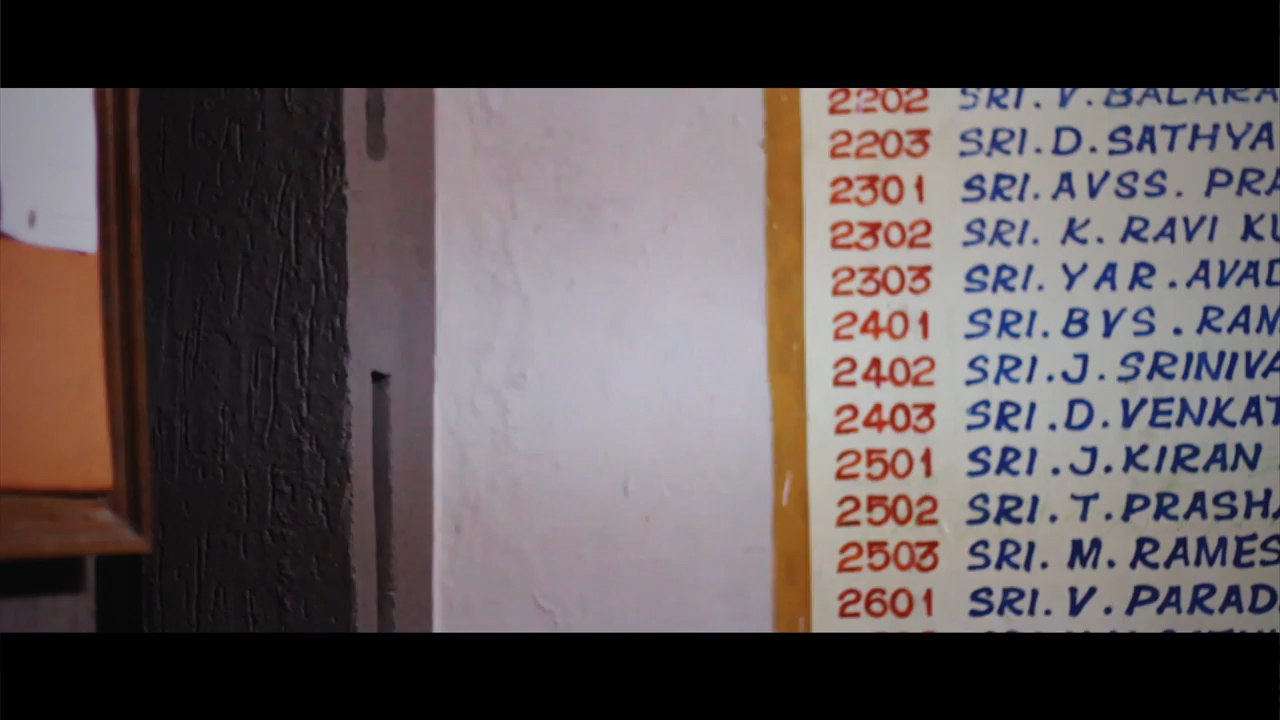 2202 SRI. V. BALARA
2203 SRI. D. SATHYA
2301 SRI. AVSS. PRA
2302 SRI. K. RAVI KU
2303 SRI. YAR. AVAD
2401 SRI. BVS. RAM
2402 SRI. J. SRINIVA
2403 SRI. D. VENKAT
2501 SRI. J. KIRAN
2502 SRI. T. PRASHA
2503 SRI. M. RAMES
2601 SRI. V. PARAD